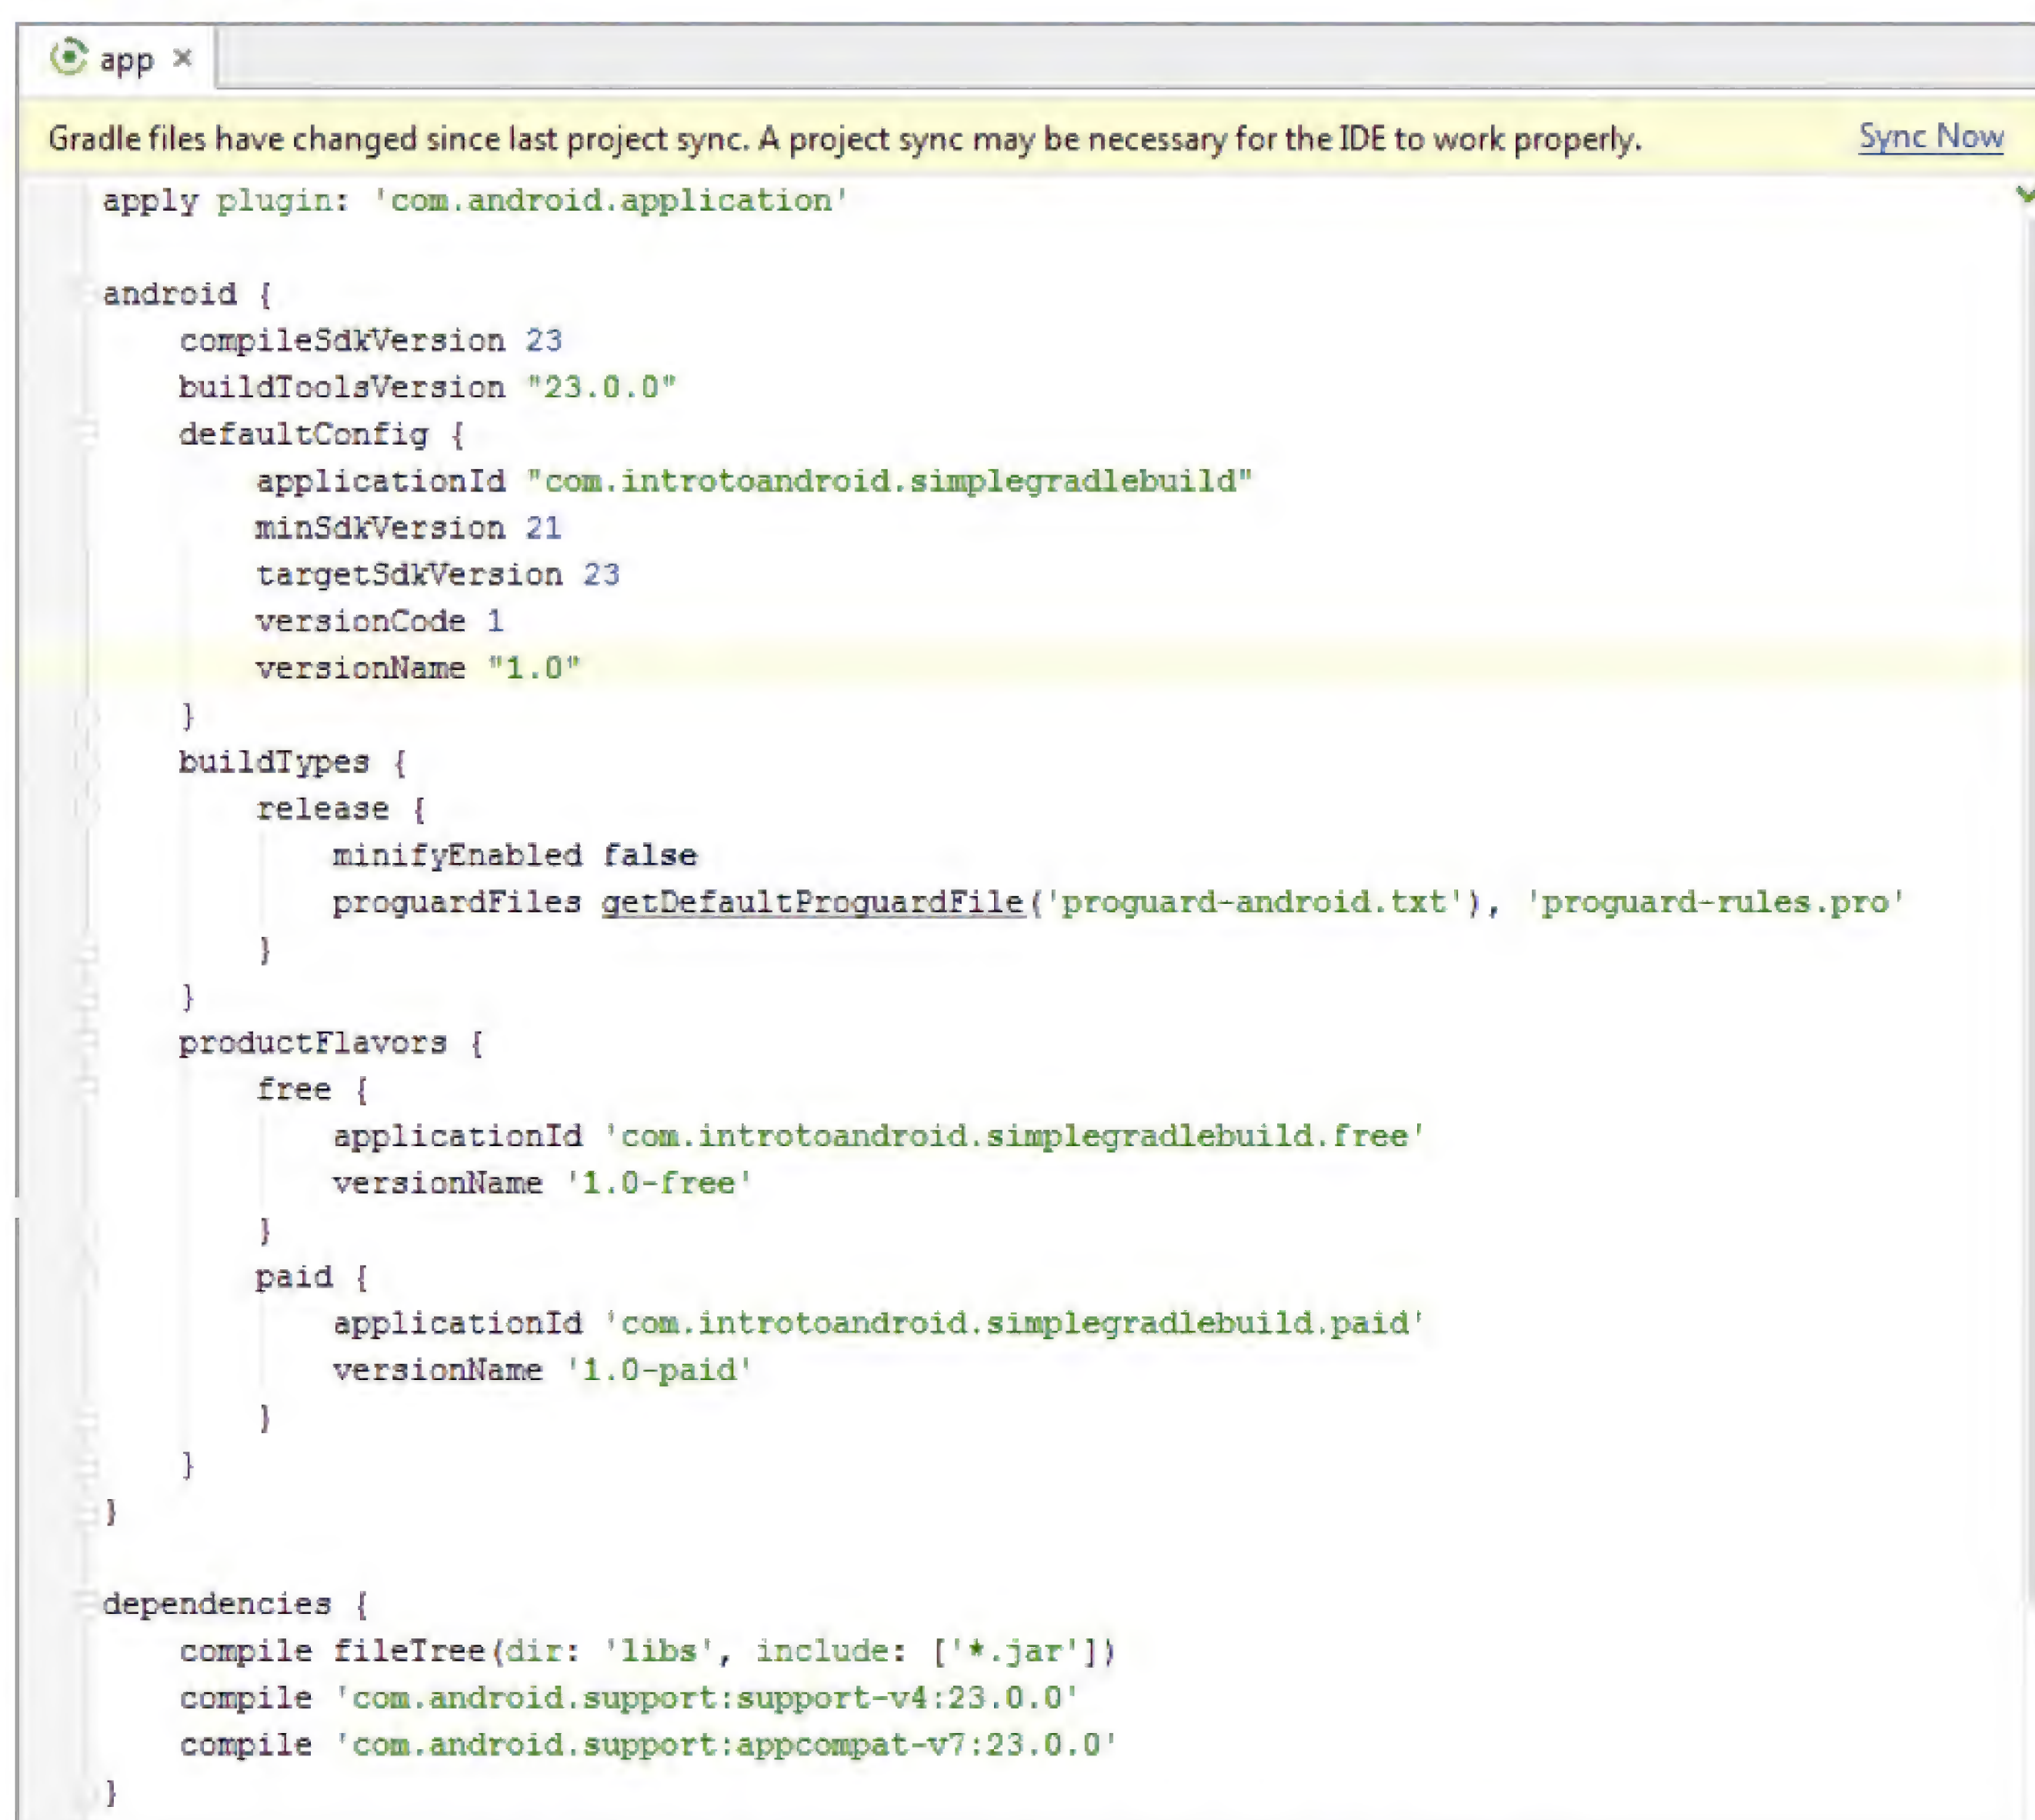 app ×
Gradle files have changed since last project sync. A project sync may be necessary for the IDE to work properly. Sync Now
apply plugin: 'com.android.application'

android {
    compileSdkVersion 23
    buildToolsVersion "23.0.0"
    defaultConfig {
        applicationId "com.introtoandroid.simplegradlebuild"
        minSdkVersion 21
        targetSdkVersion 23
        versionCode 1
        versionName "1.0"
    }
    buildTypes {
        release {
            minifyEnabled false
            proguardFiles getDefaultProguardFile('proguard-android.txt'), 'proguard-rules.pro'
        }
    }
    productFlavors {
        free {
            applicationId 'com.introtoandroid.simplegradlebuild.free'
            versionName '1.0-free'
        }
        paid {
            applicationId 'com.introtoandroid.simplegradlebuild.paid'
            versionName '1.0-paid'
        }
    }
}

dependencies {
    compile fileTree(dir: 'libs', include: ['*.jar'])
    compile 'com.android.support:support-v4:23.0.0'
    compile 'com.android.support:appcompat-v7:23.0.0'
}